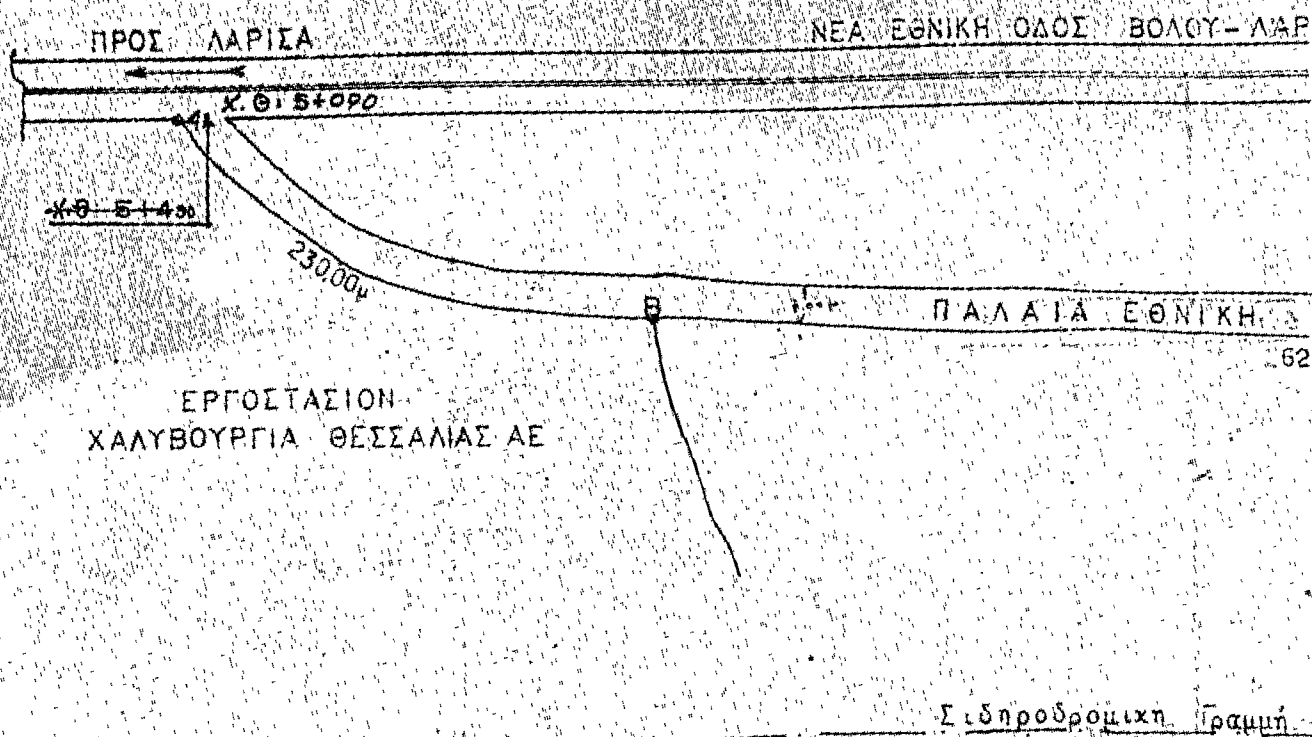 ΠΡΟΣ ΛΑΡΙΣΑ
ΝΕΑ ΕΘΝΙΚΗ ΟΔΟΣ ΒΟΛΟΥ-ΛΑΡ
Χ.Θ. 5+090
Α
Χ.Θ 5+430
230.00μ
Β
ΠΑΛΑΙΑ ΕΘΝΙΚΗ
62
ΕΡΓΟΣΤΑΣΙΟΝ
ΧΑΛΥΒΟΥΡΓΙΑ ΘΕΣΣΑΛΙΑΣ ΑΕ
Σιδηροδρομικη Γραμμή